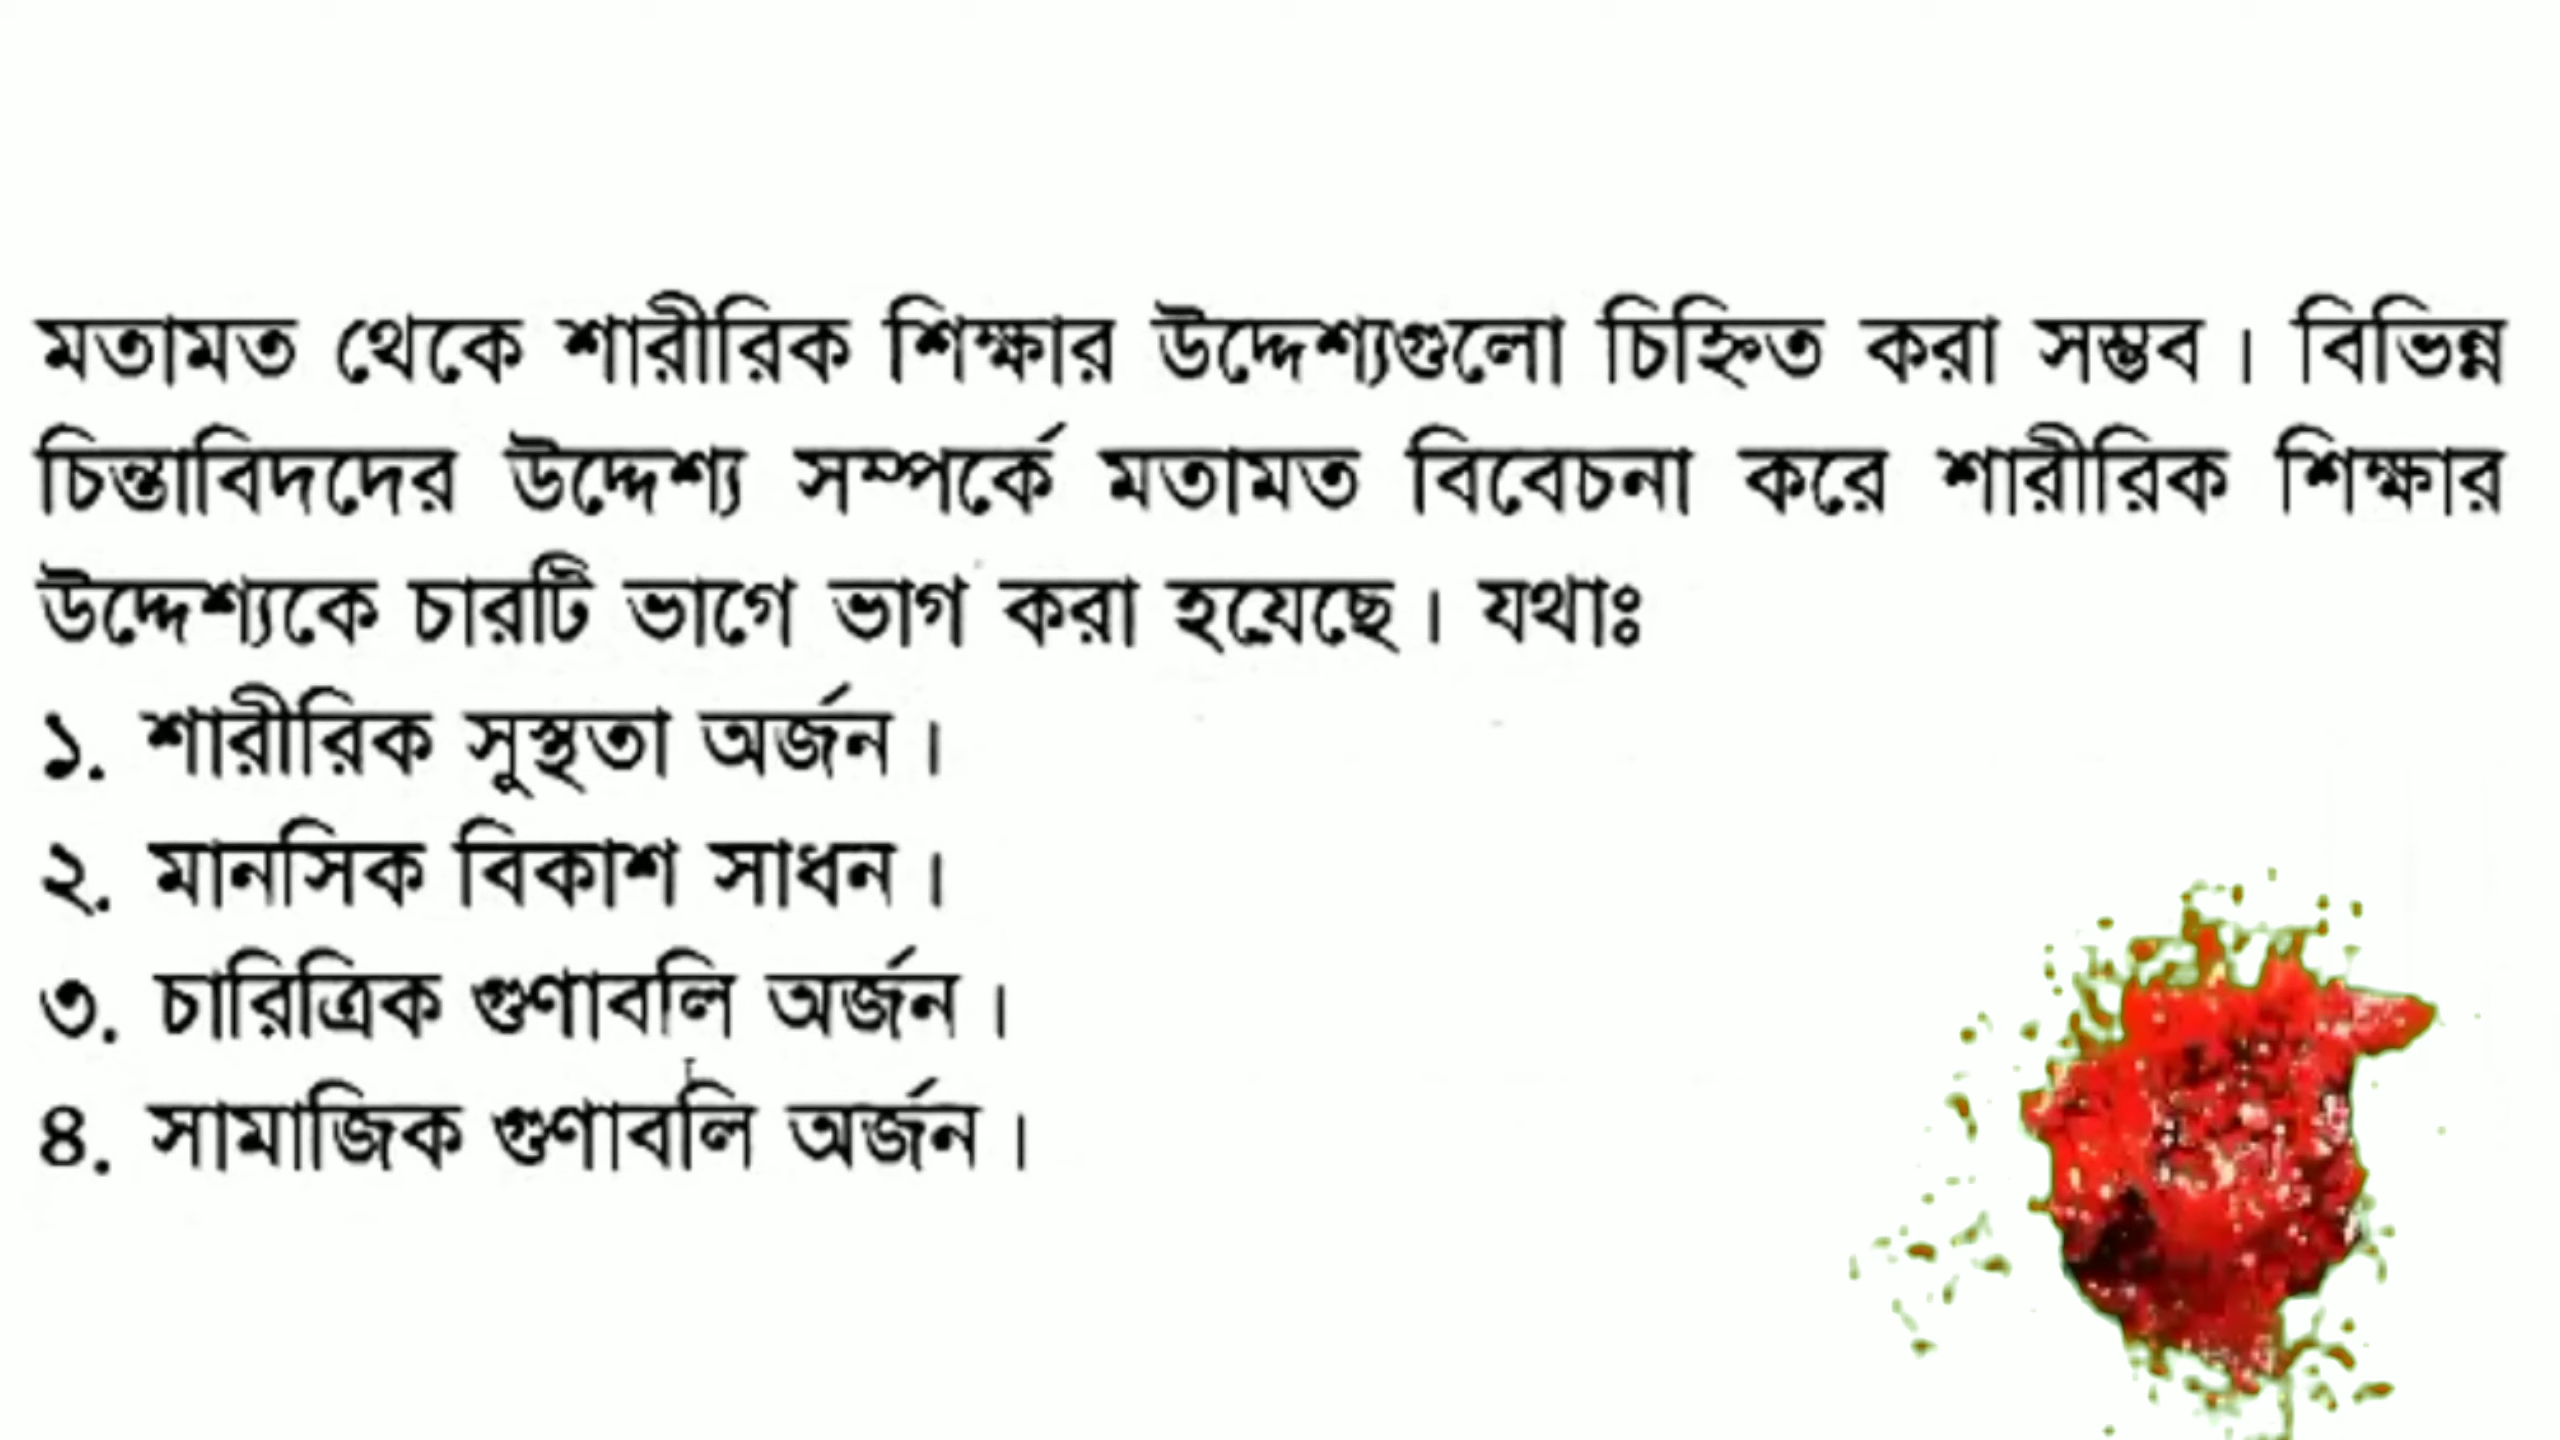 মতামত থেকে শারীরিক শিক্ষার উদ্দেশ্যগুলো চিহ্নিত করা সম্ভব। বিভিন্ন
চিন্তাবিদদের উদ্দেশ্য সম্পর্কে মতামত বিবেচনা করে শারীরিক শিক্ষার
উদ্দেশ্যকে চারটি ভাগে ভাগ করা হয়েছে। যথাঃ
১. শারীরিক সুস্থতা অর্জন।
২. মানসিক বিকাশ সাধন।
৩. চারিত্রিক গুণাবলি অর্জন।
৪. সামাজিক গুণাবলি অর্জন।